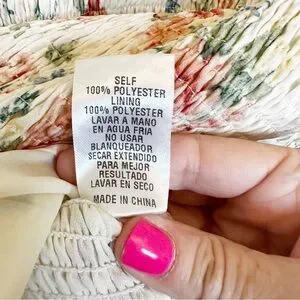 SELF
100% POLYESTER
LINING
100% POLYESTER
LAVAR A MANO
EN AGUA FRIA
NO USAR
BLANQUEADOR
SECAR EXTENDIDO
PARA MEJOR
RESULTADO
LAVAR EN SECO
MADE IN CHINA